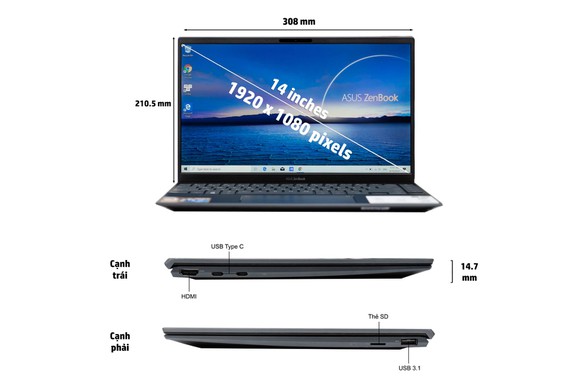 308 mm
210.5 mm
14 inches
1920 x 1080 pixels
ASUS ZenBook
Cạnh
trái
USB Type C
HDMI
14.7
mm
Cạnh
phải
Thẻ SD
USB 3.1